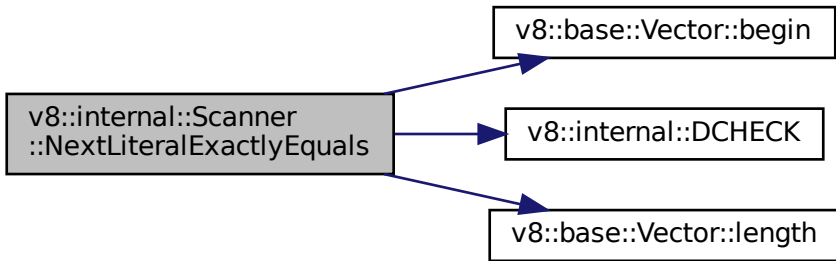 v8::base::Vector::begin
v8::internal::Scanner
::NextLiteralExactlyEquals
v8::internal::DCHECK
v8::base::Vector::length